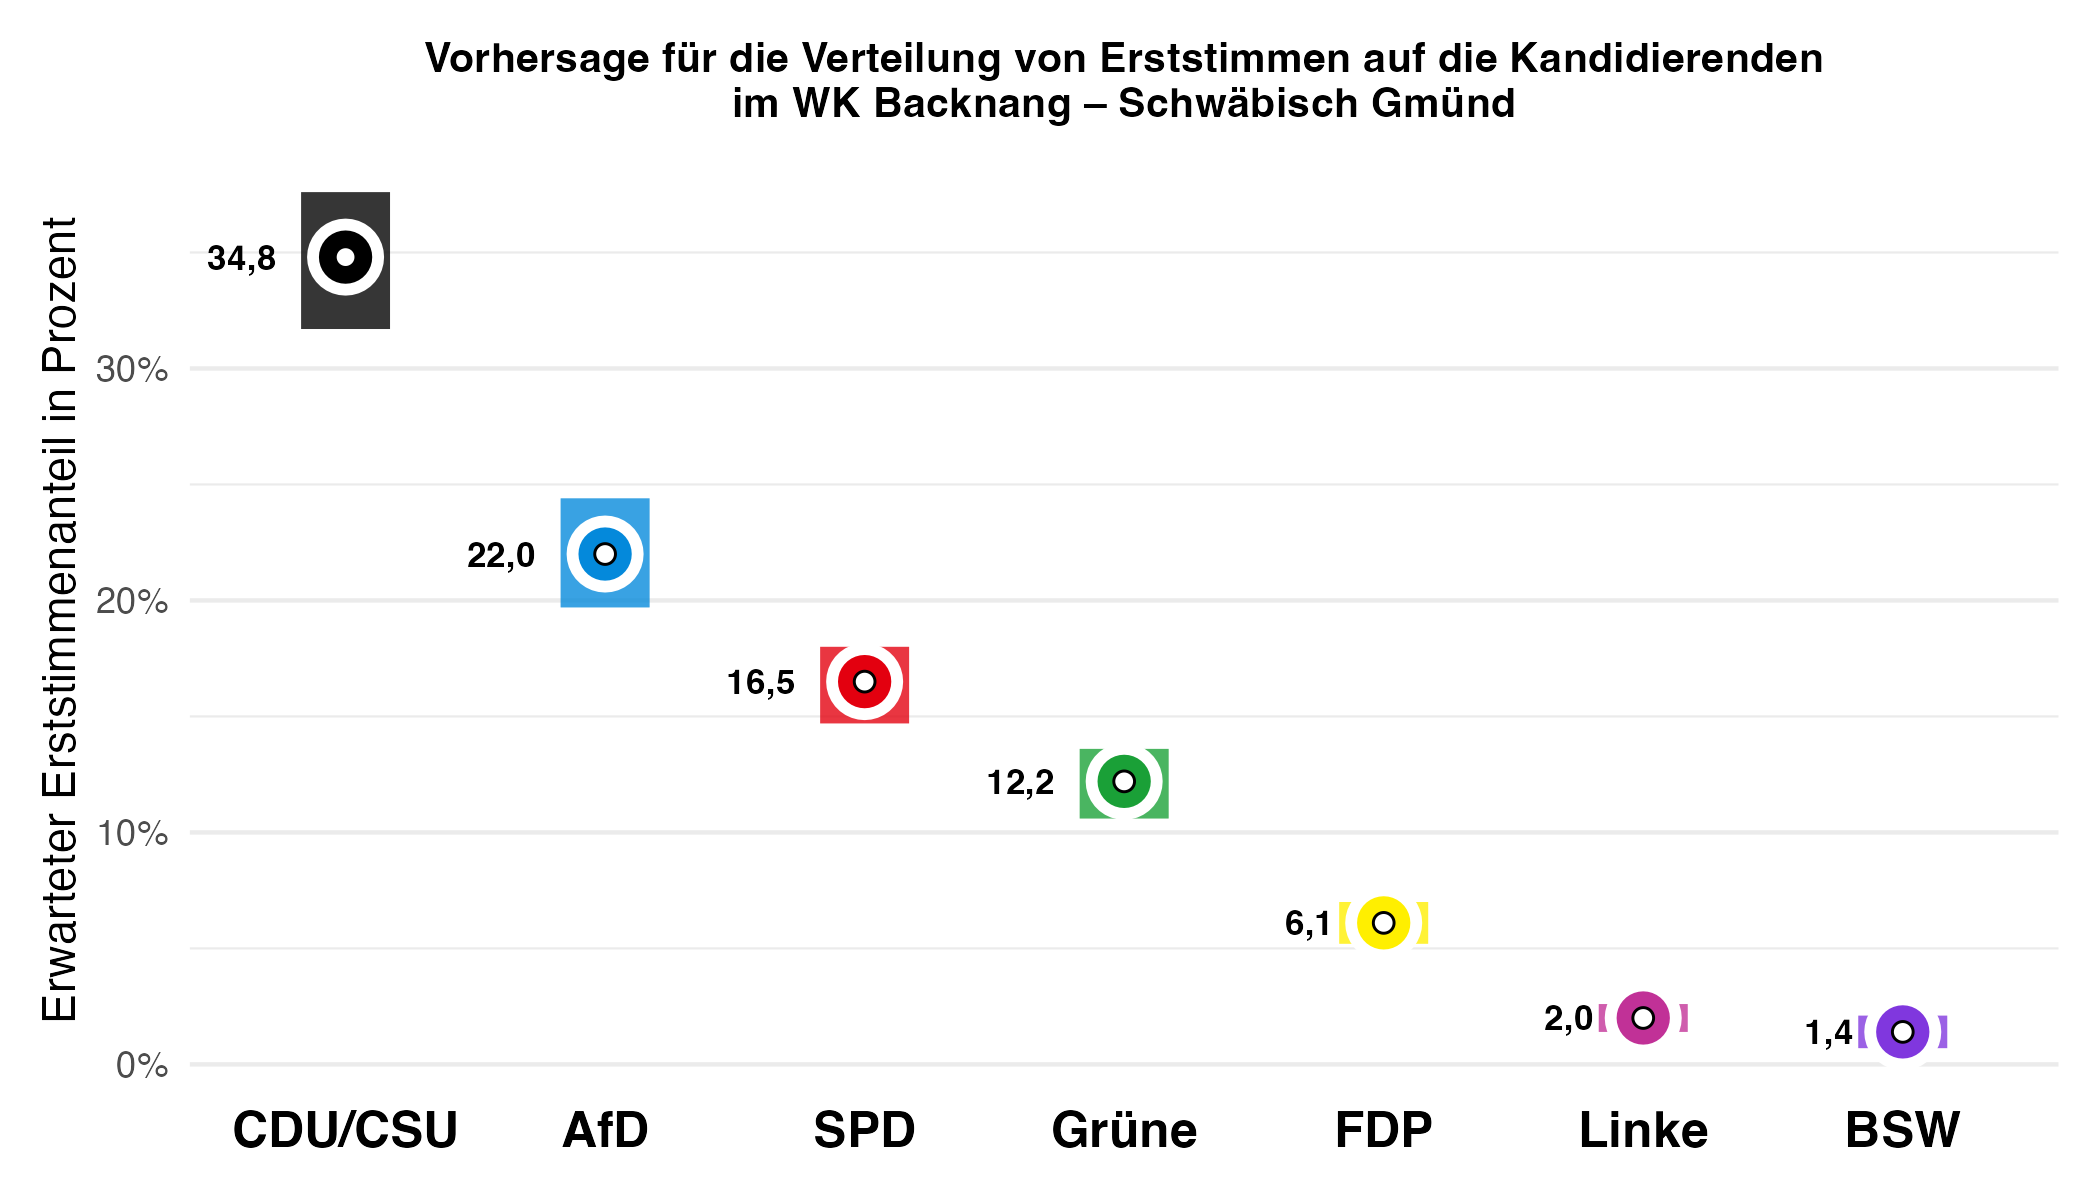 Vorhersage für die Verteilung von Erststimmen auf die Kandidierenden
im WK Backnang – Schwäbisch Gmünd
Erwarteter Erststimmenanteil in Prozent
34,8
30%
22,0
20%
16,5
12,2
10%
6,1
2,0
1,4
0%
CDU/CSU AfD SPD Grüne FDP Linke BSW